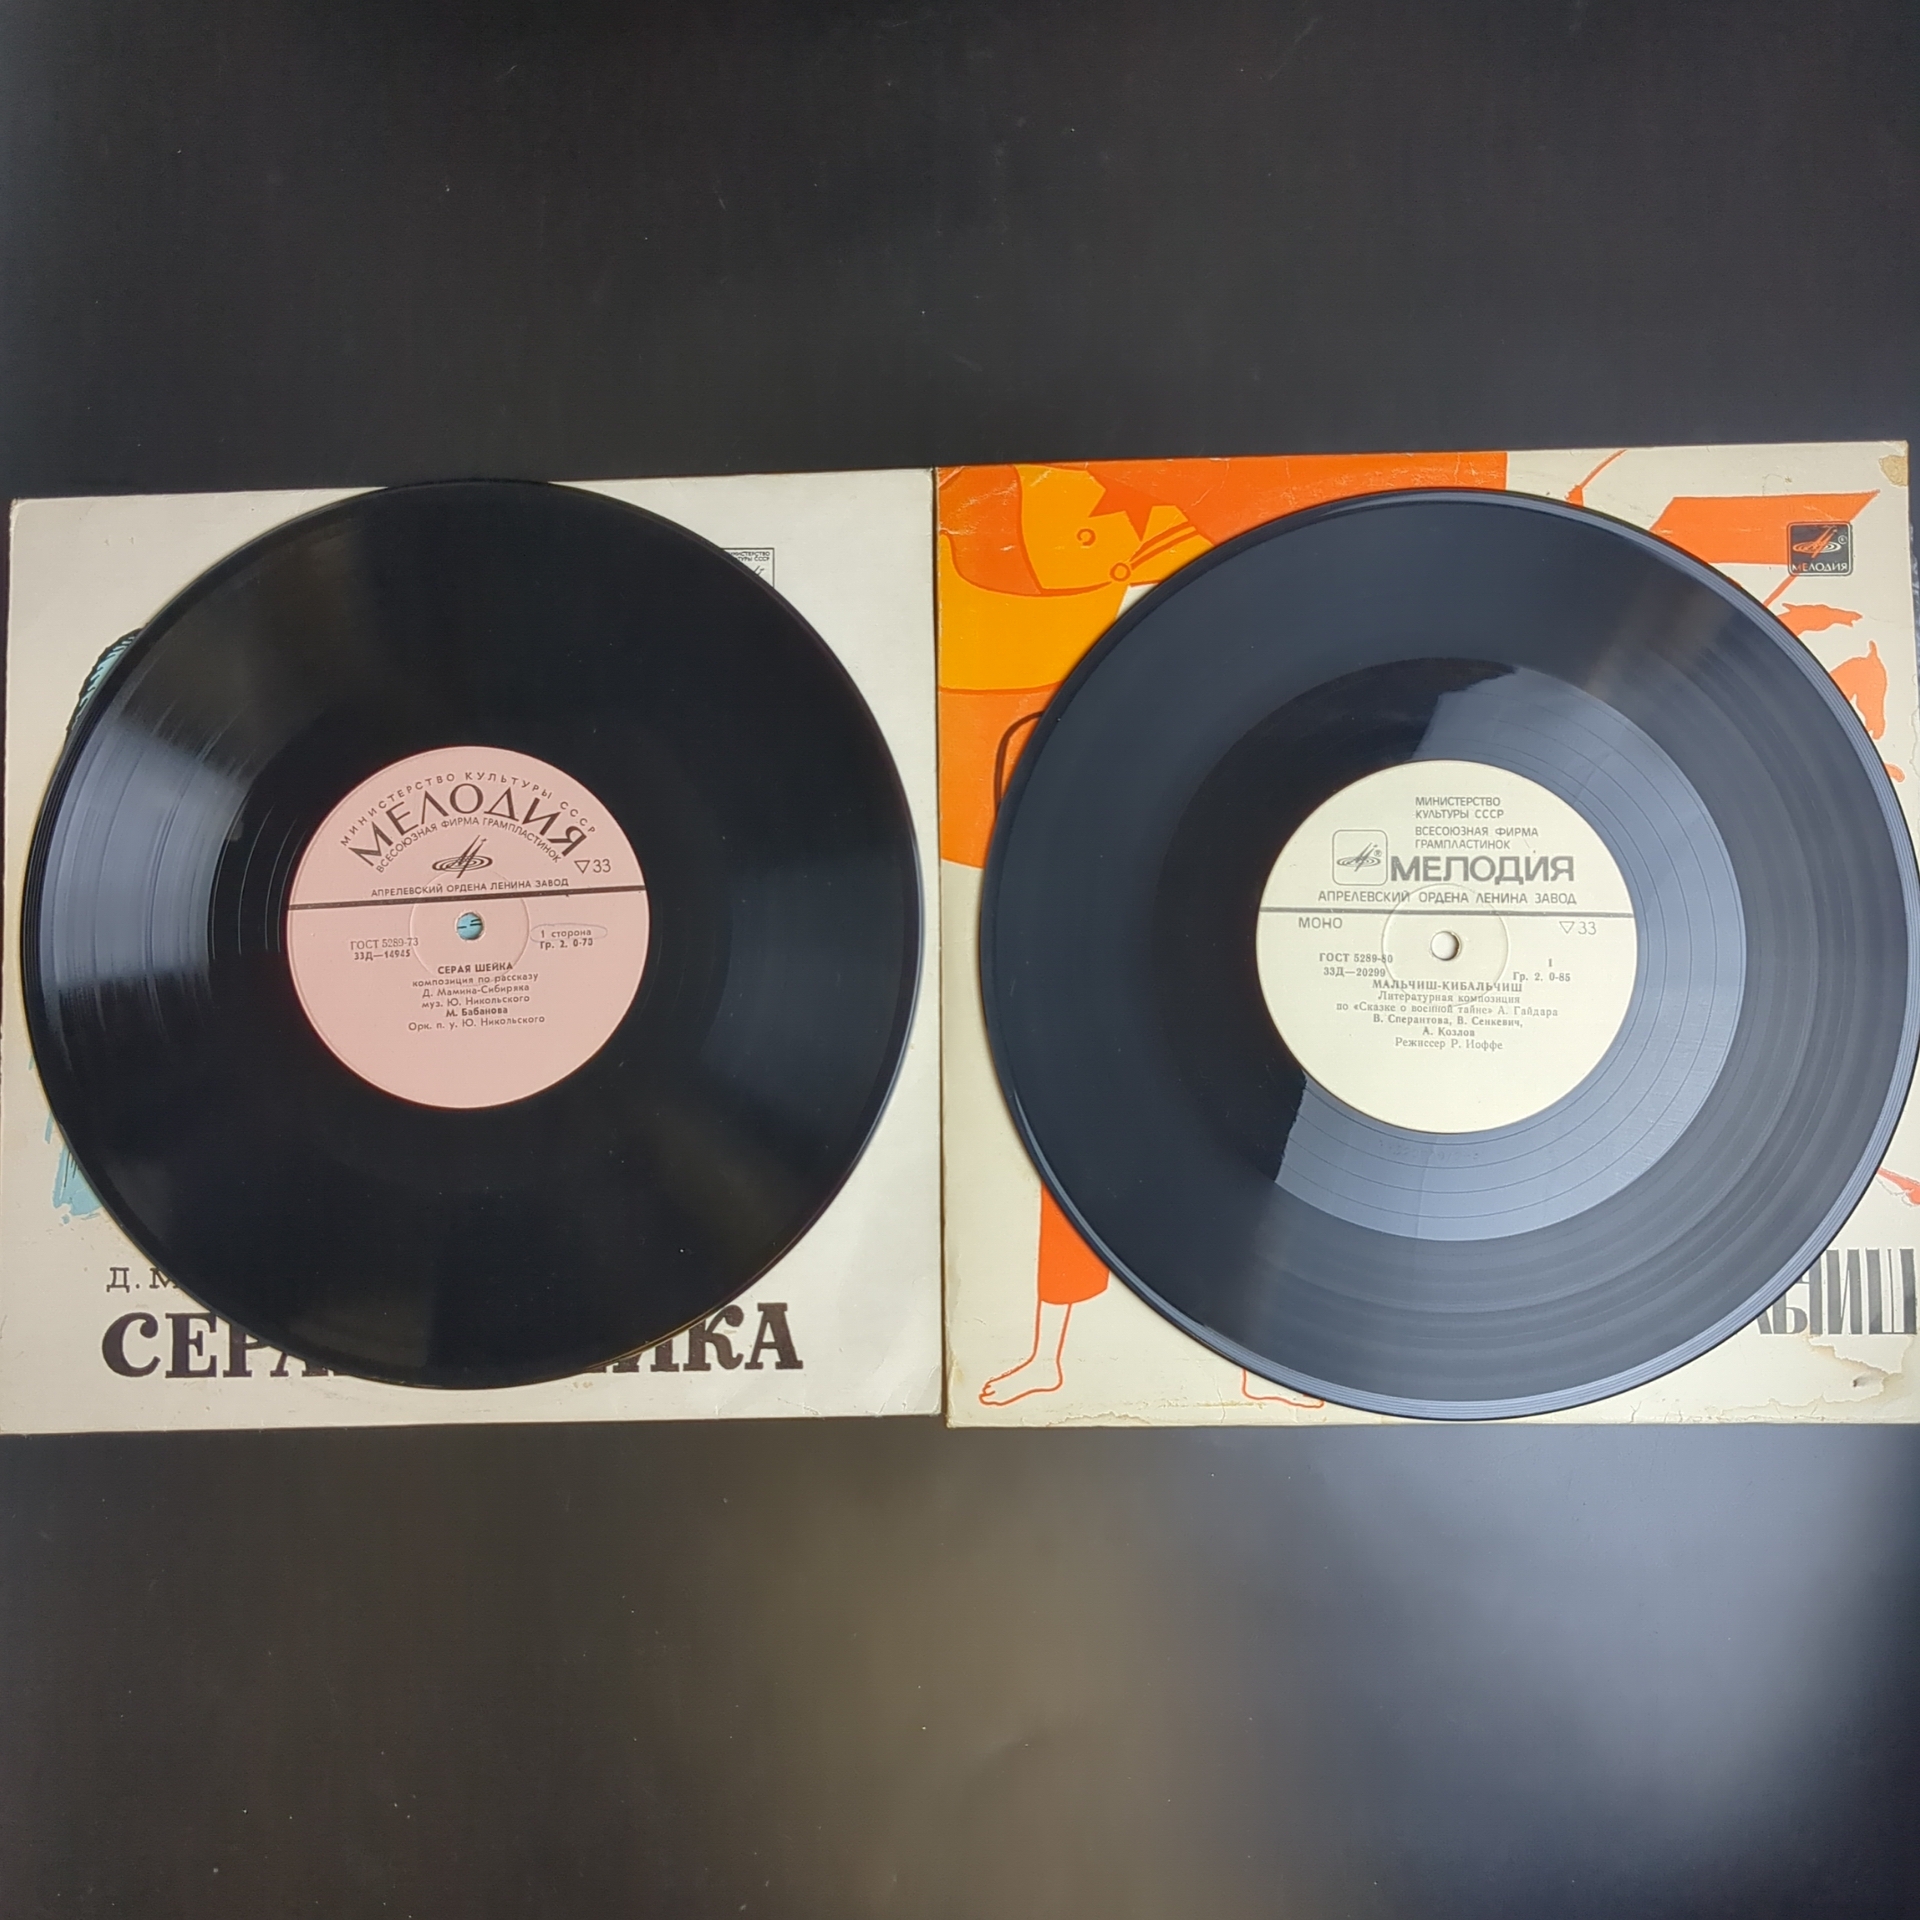 МИНИСТЕРСТВО КУЛЬТУРЫ СССР
МЕЛОДИЯ
ВСЕСОЮЗНАЯ ФИРМА ГРАМПЛАСТИНОК
▽33
АПРЕЛЕВСКИЙ ОРДЕНА ЛЕНИНА ЗАВОД
ГОСТ 5289-73
33Д—14945
1 сторона
Гр. 2. 0-70
СЕРАЯ ШЕЙКА
композиция по рассказу
Д. Мамина-Сибиряка
муз. Ю. Никольского
М. Бабанова
Орк. п. у. Ю. Никольского
Д. М
СЕРА
ЙКА
МЕЛОДИЯ
МИНИСТЕРСТВО
КУЛЬТУРЫ СССР
ВСЕСОЮЗНАЯ ФИРМА
ГРАМПЛАСТИНОК
МЕЛОДИЯ
АПРЕЛЕВСКИЙ ОРДЕНА ЛЕНИНА ЗАВОД
МОНО
▽33
ГОСТ 5289-80
33Д—20299
I
Гр. 2. 0-85
МАЛЬЧИШ-КИБАЛЬЧИШ
Литературная композиция
по «Сказке о военной тайне» А. Гайдара
В. Сперантова, В. Сенкевич,
А. Козлов
Режиссер Р. Иоффе
ЬЧИШ